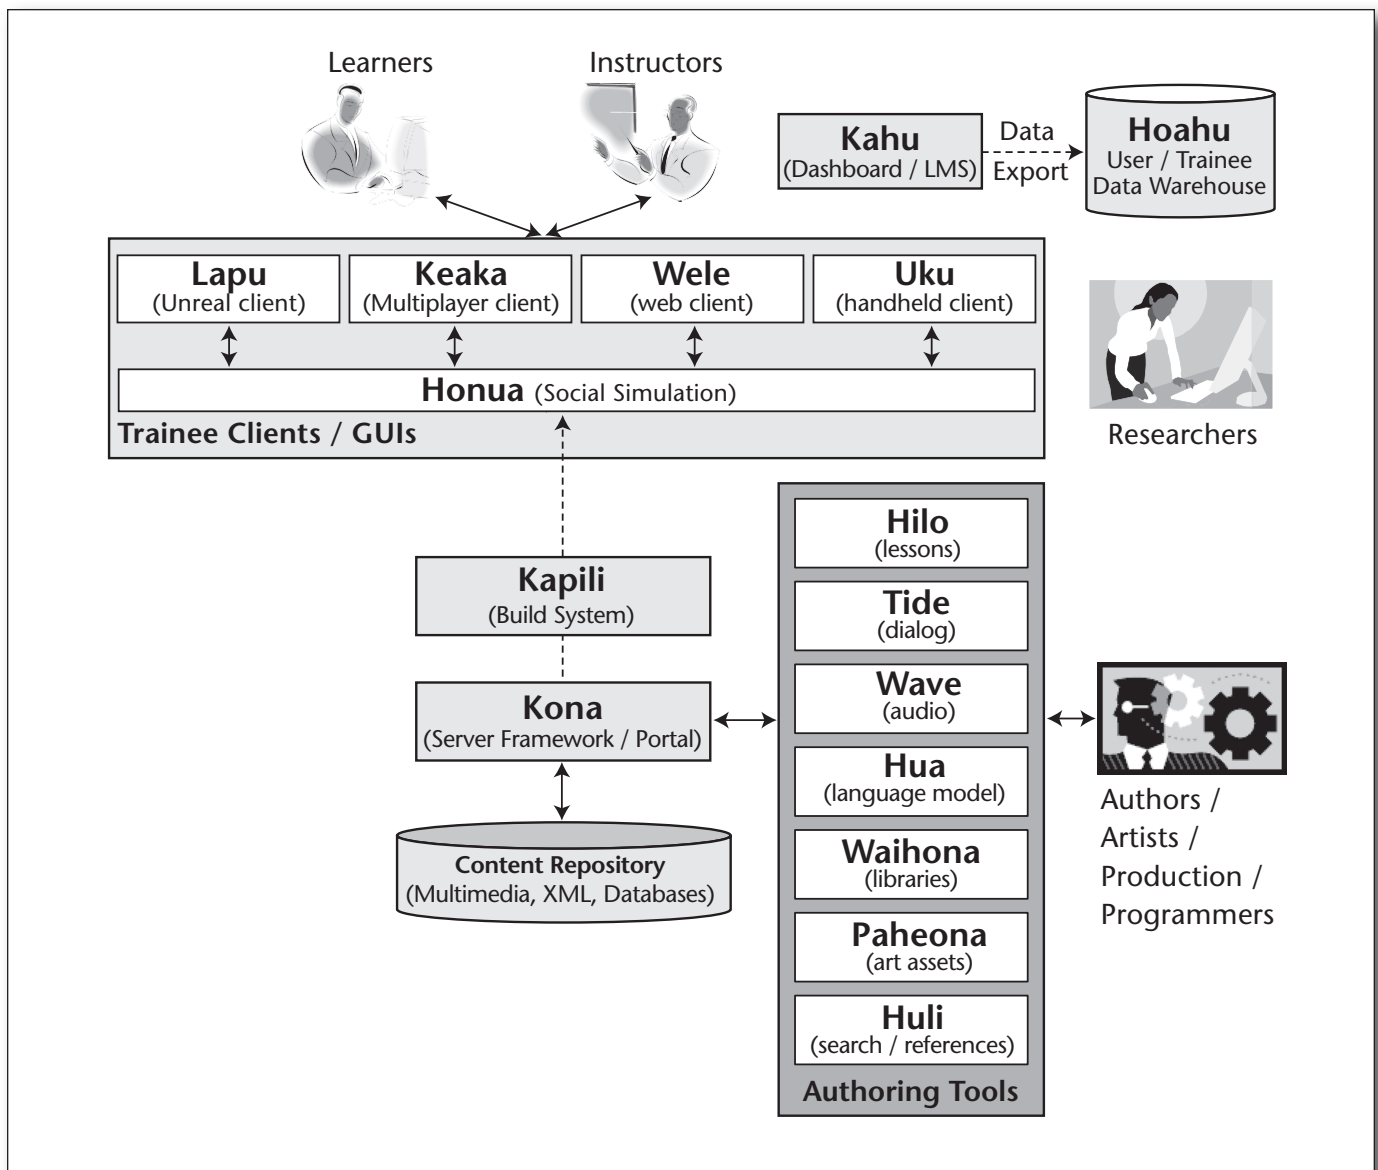 Learners
Instructors
Kahu
(Dashboard / LMS)
Data
Export
Hoahu
User / Trainee
Data Warehouse
Lapu
(Unreal client)
Keaka
(Multiplayer client)
Wele
(web client)
Uku
(handheld client)
Honua (Social Simulation)
Trainee Clients / GUIs
Researchers
Kapili
(Build System)
Kona
(Server Framework / Portal)
Content Repository
(Multimedia, XML, Databases)
Hilo
(lessons)
Tide
(dialog)
Wave
(audio)
Hua
(language model)
Waihona
(libraries)
Paheona
(art assets)
Huli
(search / references)
Authoring Tools
Authors /
Artists /
Production /
Programmers